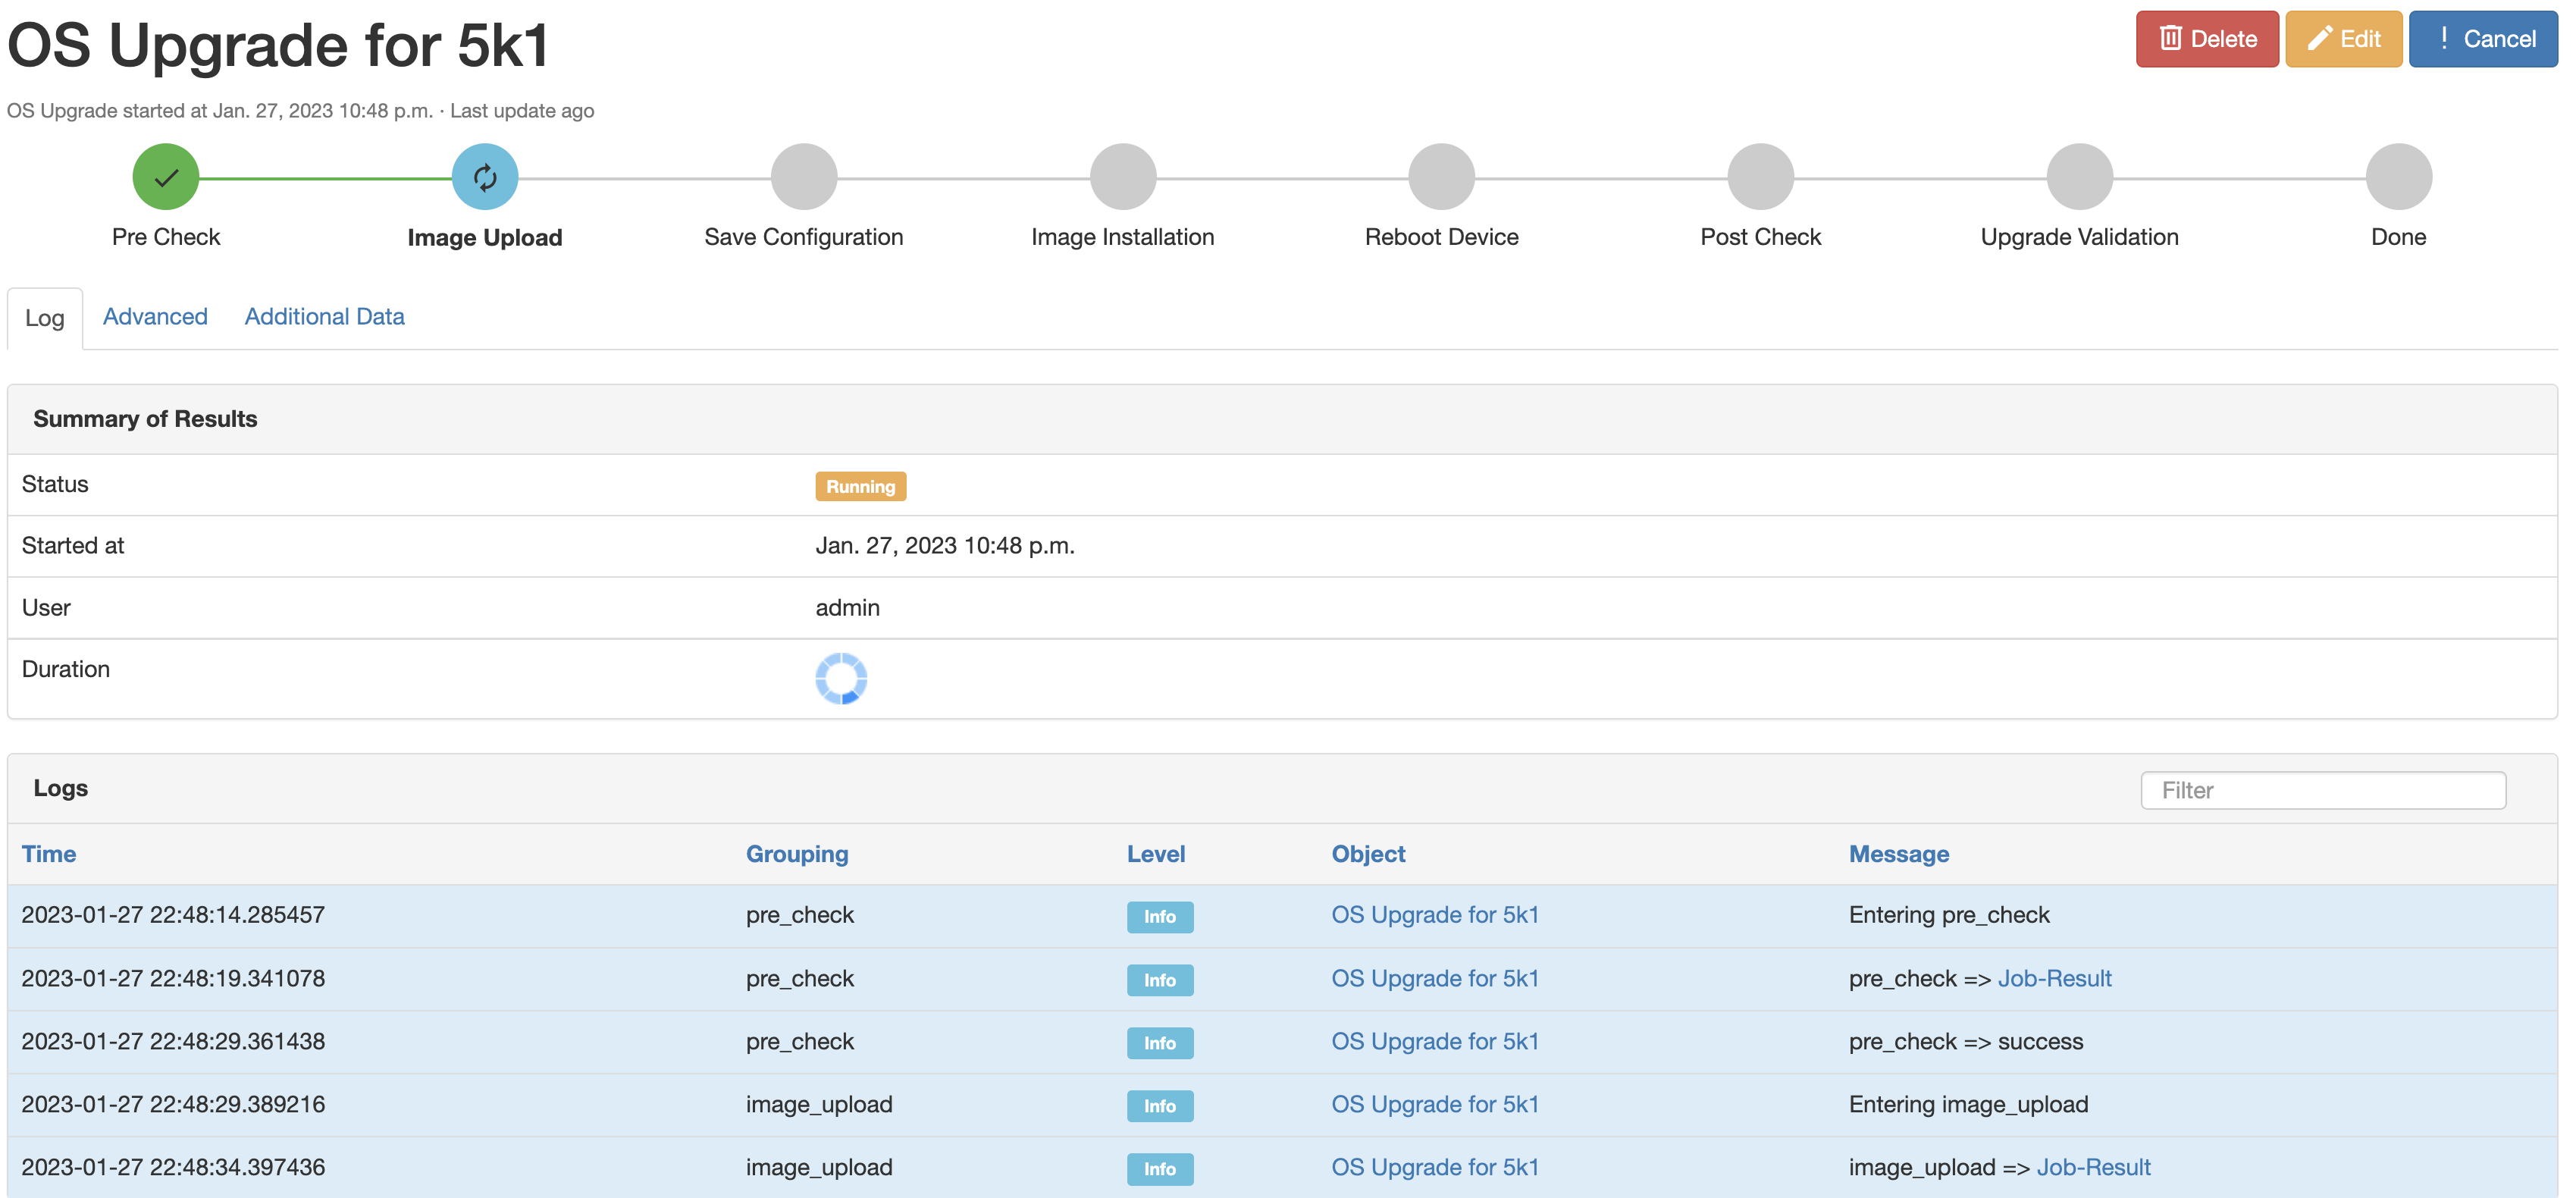 OS Upgrade for 5k1
Delete
Edit
! Cancel
OS Upgrade started at Jan. 27, 2023 10:48 p.m. · Last update ago
Pre Check
Image Upload
Save Configuration
Image Installation
Reboot Device
Post Check
Upgrade Validation
Done
Log
Advanced
Additional Data
Summary of Results
Status Running
Started at Jan. 27, 2023 10:48 p.m.
User admin
Duration
Logs
Filter
Time Grouping Level Object Message
2023-01-27 22:48:14.285457 pre_check Info OS Upgrade for 5k1 Entering pre_check
2023-01-27 22:48:19.341078 pre_check Info OS Upgrade for 5k1 pre_check => Job-Result
2023-01-27 22:48:29.361438 pre_check Info OS Upgrade for 5k1 pre_check => success
2023-01-27 22:48:29.389216 image_upload Info OS Upgrade for 5k1 Entering image_upload
2023-01-27 22:48:34.397436 image_upload Info OS Upgrade for 5k1 image_upload => Job-Result